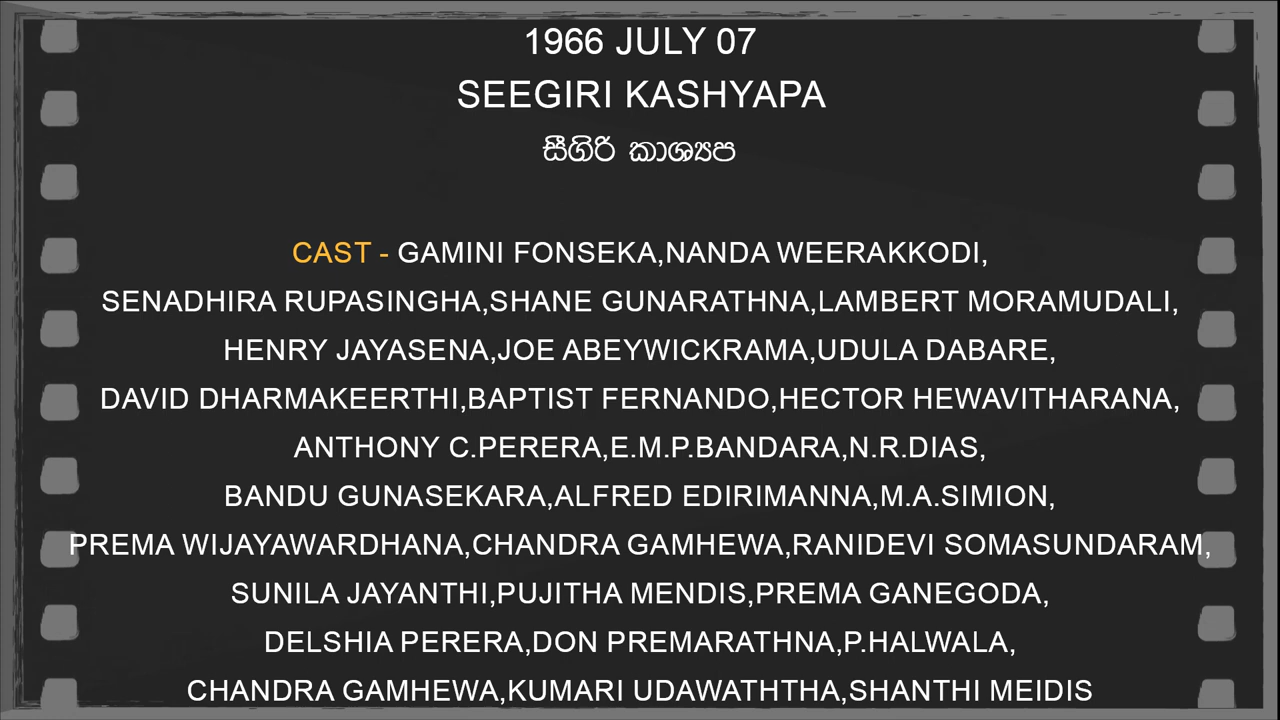 1966 JULY 07
SEEGIRI KASHYAPA
සීගිරි කාශ්‍යප
CAST - GAMINI FONSEKA,NANDA WEERAKKODI,
SENADHIRA RUPASINGHA,SHANE GUNARATHNA,LAMBERT MORAMUDALI,
HENRY JAYASENA,JOE ABEYWICKRAMA,UDULA DABARE,
DAVID DHARMAKEERTHI,BAPTIST FERNANDO,HECTOR HEWAVITHARANA,
ANTHONY C.PERERA,E.M.P.BANDARA,N.R.DIAS,
BANDU GUNASEKARA,ALFRED EDIRIMANNA,M.A.SIMION,
PREMA WIJAYAWARDHANA,CHANDRA GAMHEWA,RANIDEVI SOMASUNDARAM,
SUNILA JAYANTHI,PUJITHA MENDIS,PREMA GANEGODA,
DELSHIA PERERA,DON PREMARATHNA,P.HALWALA,
CHANDRA GAMHEWA,KUMARI UDAWATHTHA,SHANTHI MEIDIS